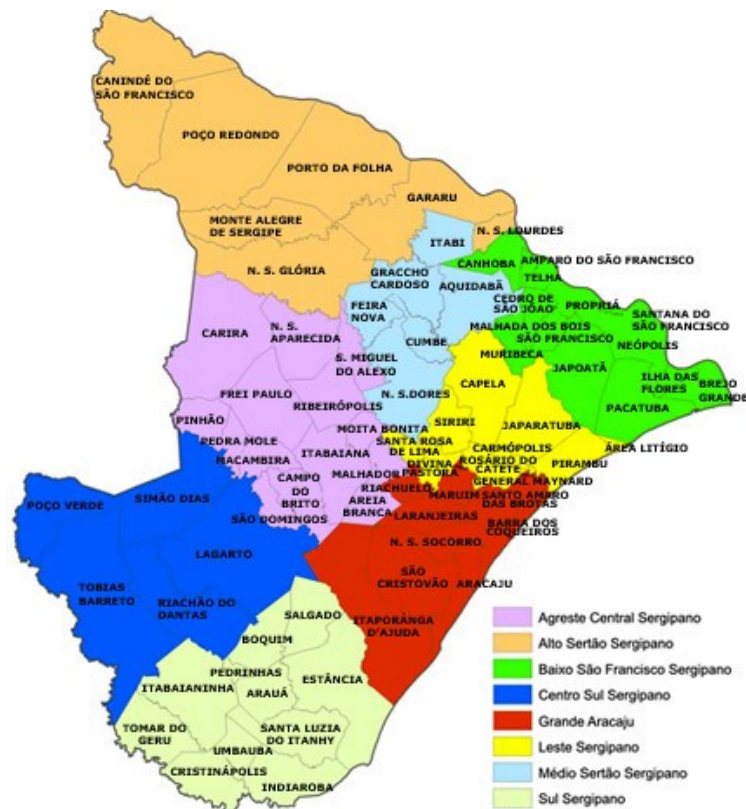 CANINDÉ DO
SÃO FRANCISCO
POÇO REDONDO
PORTO DA FOLHA
GARARU
MONTE ALEGRE
DE SERGIPE
N. S. LOURDES
ITABI
N. S. GLÓRIA
GRACCHO
CARDOSO
CANHOBA
AMPARO DO SÃO FRANCISCO
TELHA
AQUIDABÃ
FEIRA
NOVA
CEDRO DE
SÃO JOÃO
PROPRIÁ
SANTANA DO
SÃO FRANCISCO
CARIRA
N. S.
APARECIDA
CUMBE
MALHADA DOS BOIS
SÃO FRANCISCO
NEÓPOLIS
S. MIGUEL
DO ALEXO
MURIBECA
JAPOATÃ
CAPELA
ILHA DAS
FLORES
BREJO
GRANDE
FREI PAULO
N. S.DORES
RIBEIRÓPOLIS
PACATUBA
PINHÃO
MOITA BONITA
SIRIRI
JAPARATUBA
PEDRA MOLE
ITABAIANA
SANTA ROSA
DE LIMA
CARMÓPOLIS
ÁREA LITÍGIO
MACAMBIRA
DIVINA
PASTORA
ROSÁRIO DO
CATETE
PIRAMBU
CAMPO
DO
BRITO
MALHADOR
RIACHUELO
GENERAL MAYNARD
POÇO VERDE
SIMÃO DIAS
AREIA
BRANCA
MARUIM
SANTO AMARO
DAS BROTAS
SÃO DOMINGOS
LARANJEIRAS
BARRA DOS
COQUEIROS
LAGARTO
N. S. SOCORRO
TOBIAS
BARRETO
SÃO
CRISTOVÃO
ARACAJU
RIACHÃO DO
DANTAS
SALGADO
ITAPORÀNGA
D'AJUDA
BOQUIM
PEDRINHAS
ESTÂNCIA
ITABAIANINHA
ARAUÁ
TOMAR DO
GERU
SANTA LUZIA
DO ITANHY
UMBAUBA
CRISTINÁPOLIS
INDIAROBA
Agreste Central Sergipano
Alto Sertão Sergipano
Baixo São Francisco Sergipano
Centro Sul Sergipano
Grande Aracaju
Leste Sergipano
Médio Sertão Sergipano
Sul Sergipano